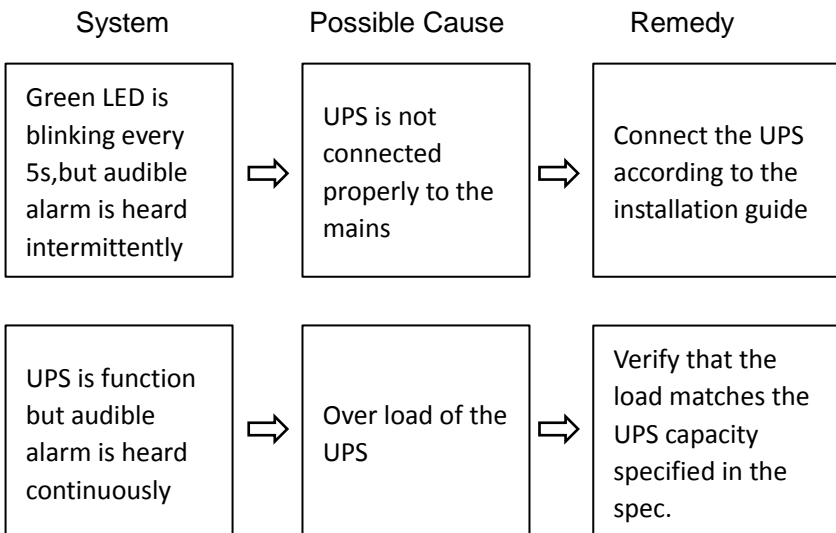 System Possible Cause Remedy
Green LED is
blinking every
5s,but audible
alarm is heard
intermittently
UPS is not
connected
properly to the
mains
Connect the UPS
according to the
installation guide
UPS is function
but audible
alarm is heard
continuously
Over load of the
UPS
Verify that the
load matches the
UPS capacity
specified in the
spec.